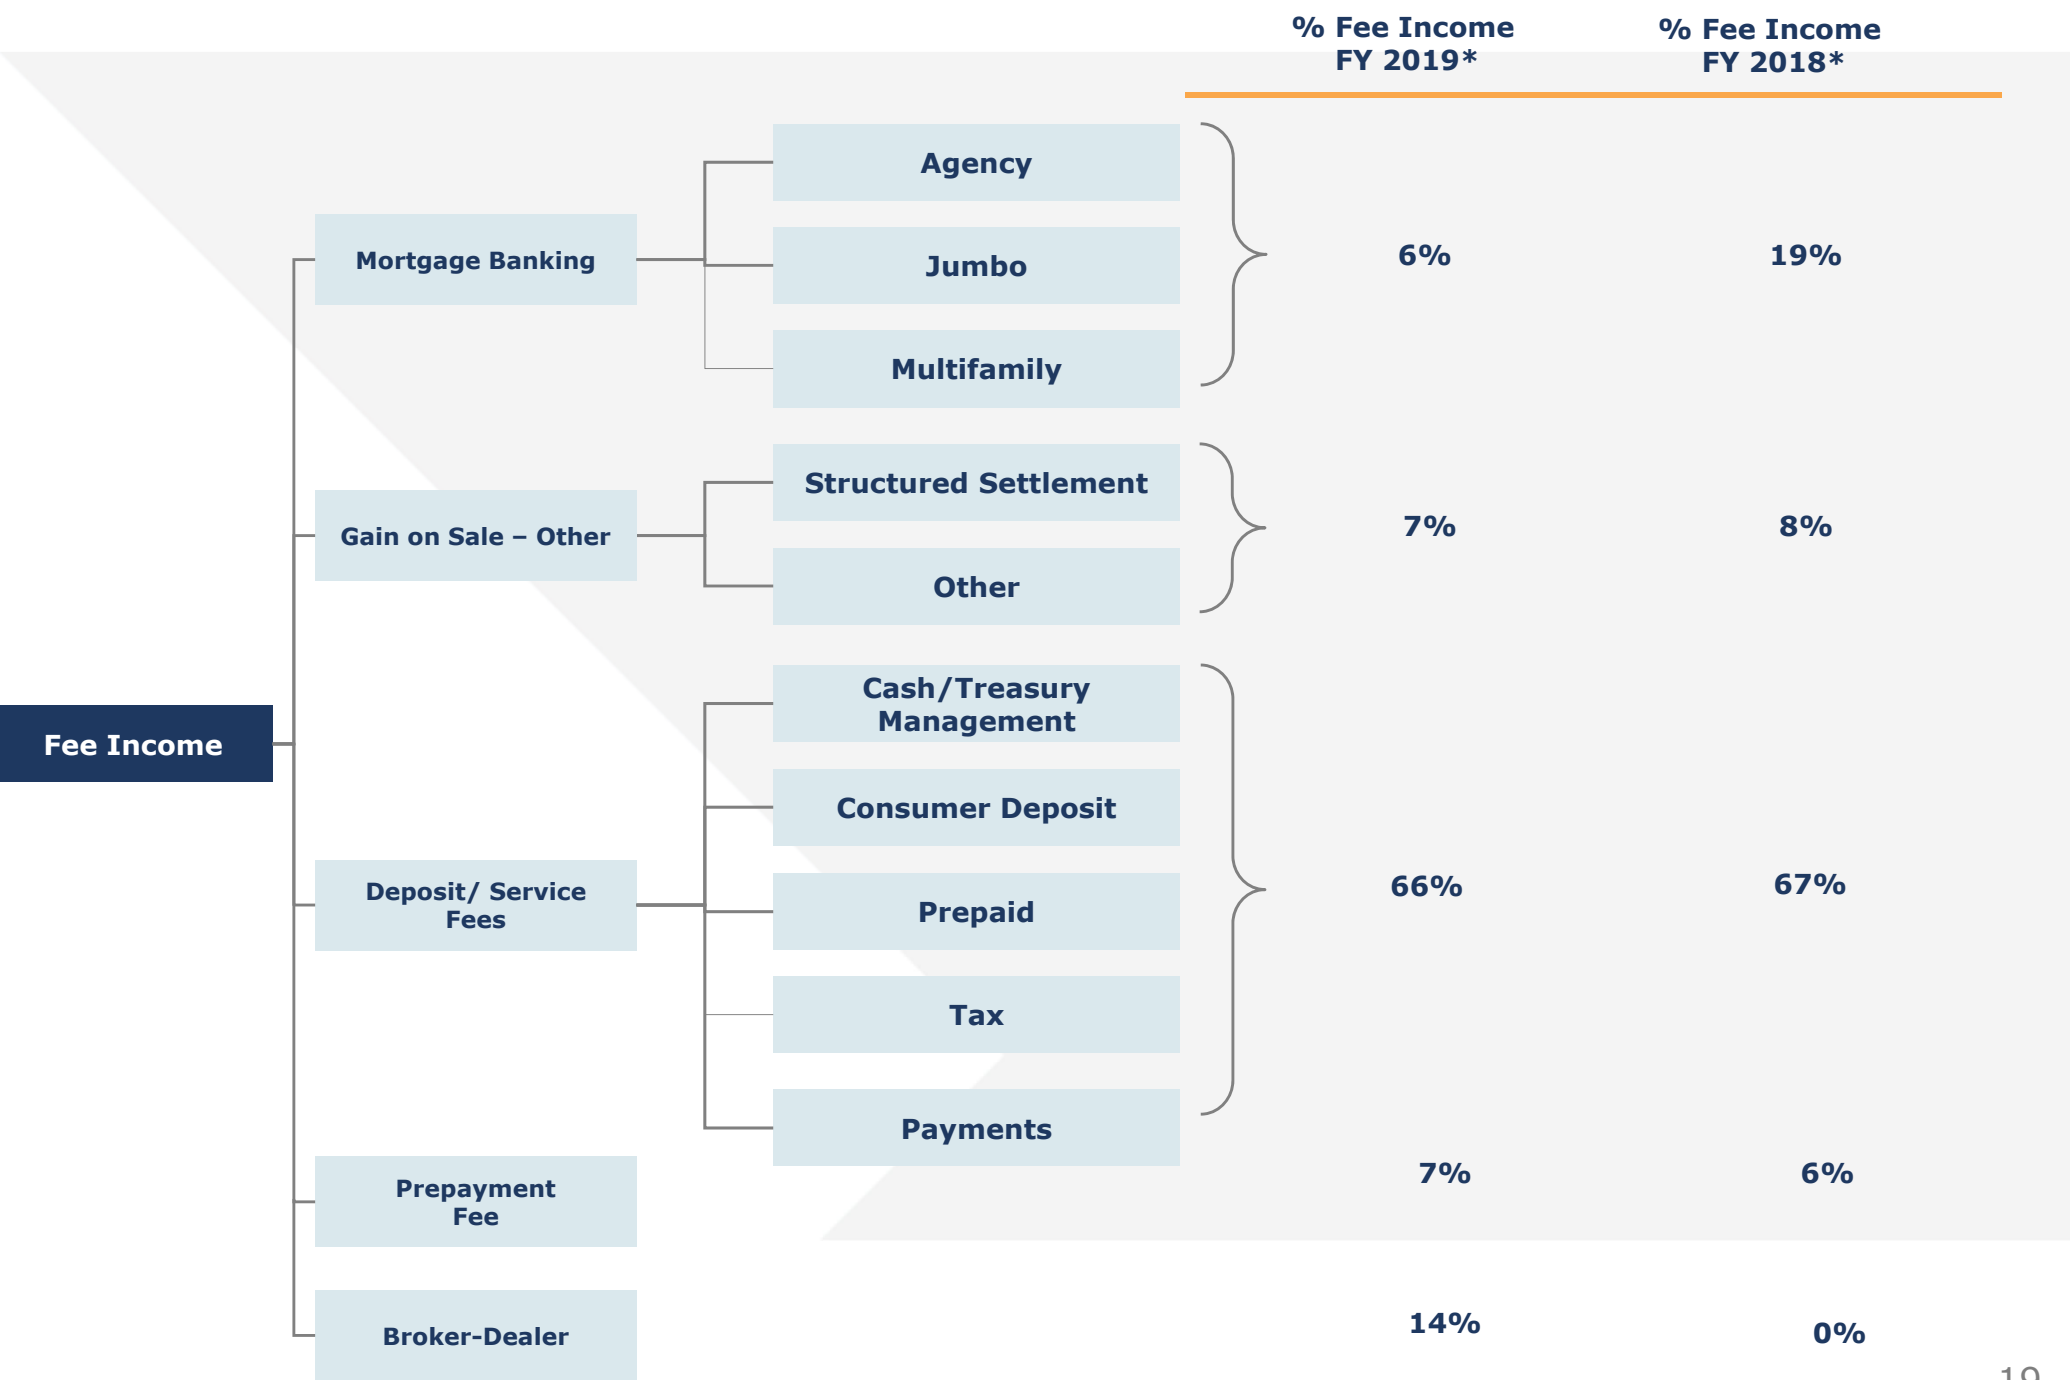 % Fee Income
FY 2019*
% Fee Income
FY 2018*
Agency
Mortgage Banking
Jumbo
6%
19%
Multifamily
Structured Settlement
Gain on Sale – Other
7%
8%
Other
Cash/Treasury
Management
Fee Income
Consumer Deposit
Deposit/ Service
Fees
Prepaid
66%
67%
Tax
Payments
Prepayment
Fee
7%
6%
Broker-Dealer
14%
0%
19